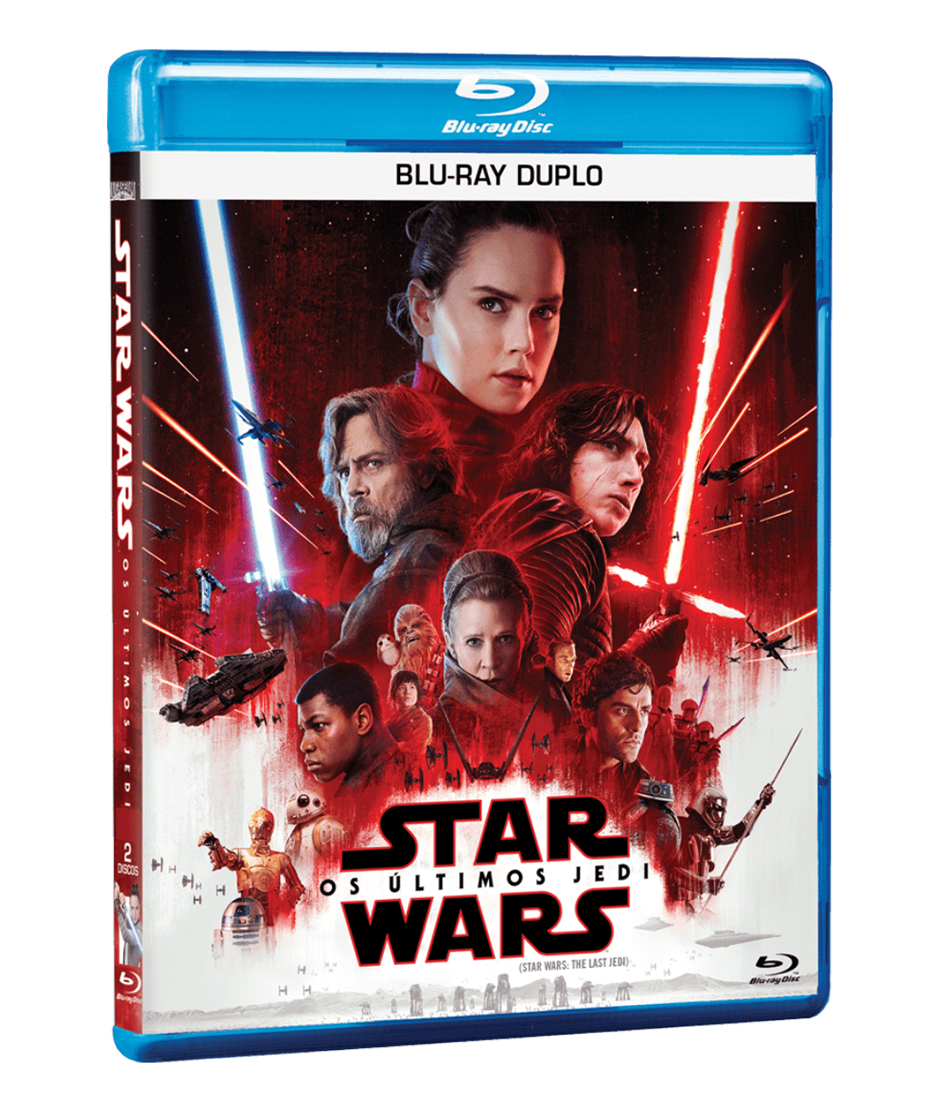 Blu-ray Disc
BLU-RAY DUPLO
STAR WARS OS ÚLTIMOS JEDI
2
DISCOS
Blu-ray Disc
STAR
OS ÚLTIMOS JEDI
WARS
(STAR WARS: THE LAST JEDI)
Blu-ray Disc